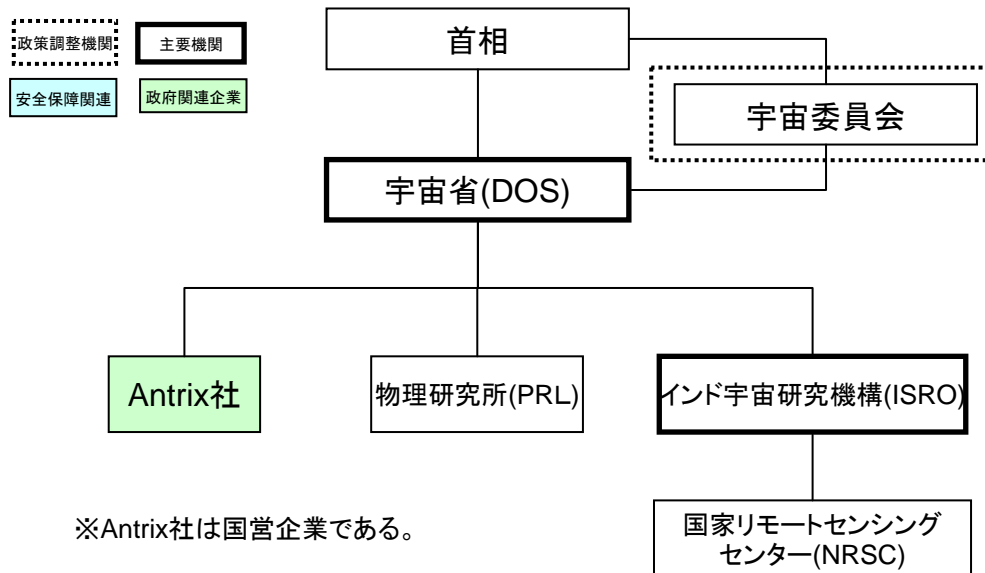 政策調整機関
主要機関
安全保障関連
政府関連企業
首相
宇宙委員会
宇宙省(DOS)
Antrix社
物理研究所(PRL)
インド宇宙研究機構(ISRO)
国家リモートセンシング
センター(NRSC)
※Antrix社は国営企業である。